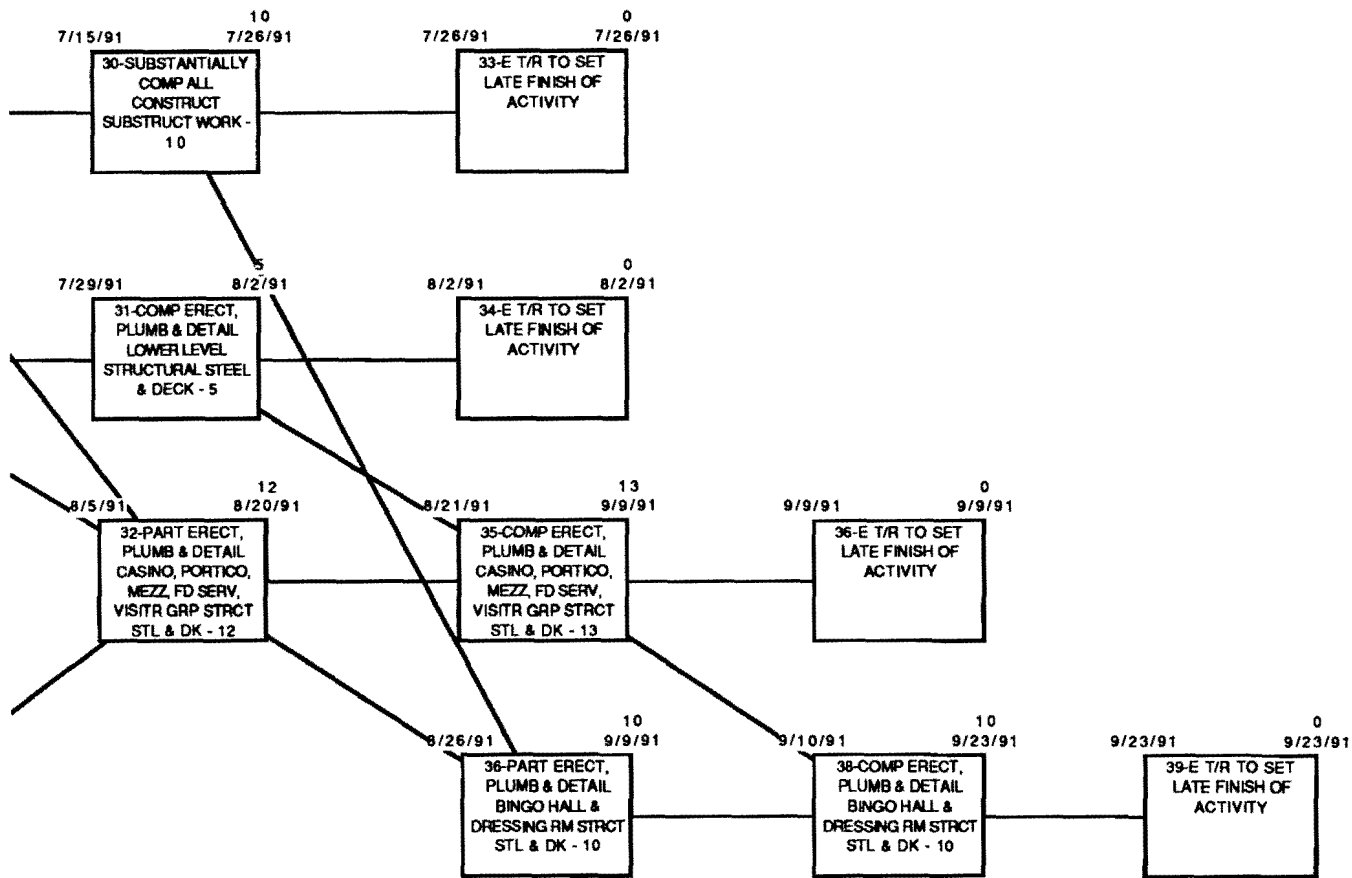 10
0
7/15/91
7/26/91
7/26/91
7/26/91
30-SUBSTANTIALLY
COMP ALL
CONSTRUCT
SUBSTRUCT WORK -
10
33-E T/R TO SET
LATE FINISH OF
ACTIVITY
5
0
7/29/91
8/2/91
8/2/91
8/2/91
31-COMP ERECT,
PLUMB & DETAIL
LOWER LEVEL
STRUCTURAL STEEL
& DECK - 5
34-E T/R TO SET
LATE FINISH OF
ACTIVITY
12
13
0
8/5/91
8/20/91
8/21/91
9/9/91
9/9/91
9/9/91
32-PART ERECT,
PLUMB & DETAIL
CASINO, PORTICO,
MEZZ, FD SERV,
VISITR GRP STRCT
STL & DK - 12
35-COMP ERECT,
PLUMB & DETAIL
CASINO, PORTICO,
MEZZ, FD SERV,
VISITR GRP STRCT
STL & DK - 13
36-E T/R TO SET
LATE FINISH OF
ACTIVITY
10
10
0
8/26/91
9/9/91
9/10/91
9/23/91
9/23/91
9/23/91
36-PART ERECT,
PLUMB & DETAIL
BINGO HALL &
DRESSING RM STRCT
STL & DK - 10
38-COMP ERECT,
PLUMB & DETAIL
BINGO HALL &
DRESSING RM STRCT
STL & DK - 10
39-E T/R TO SET
LATE FINISH OF
ACTIVITY